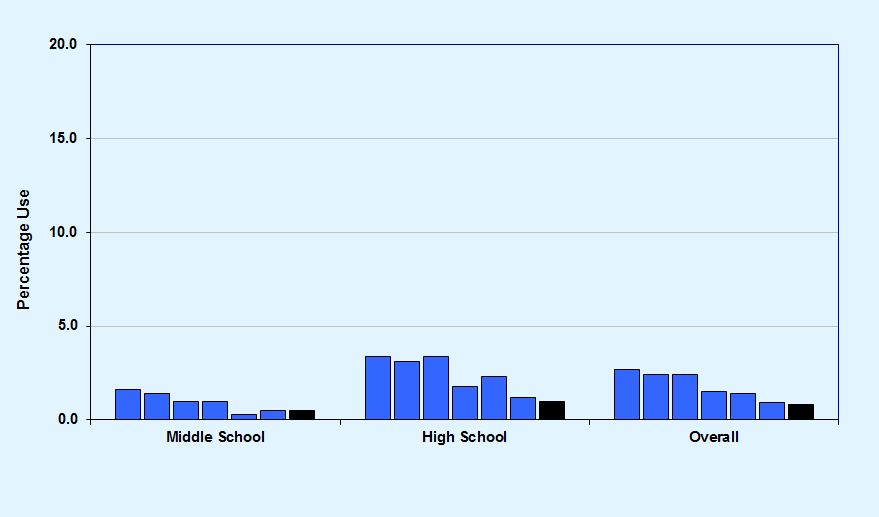 20.0
15.0
10.0
5.0
0.0
Percentage Use
Middle School
High School
Overall